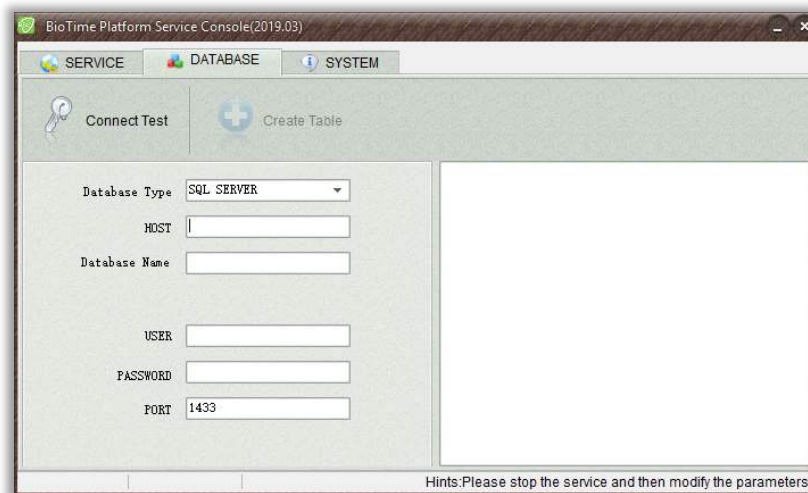 BioTime Platform Service Console(2019.03)
SERVICE DATABASE SYSTEM
Connect Test Create Table
Database Type SQL SERVER
HOST
Database Name
USER
PASSWORD
PORT 1433
Hints:Please stop the service and then modify the parameters